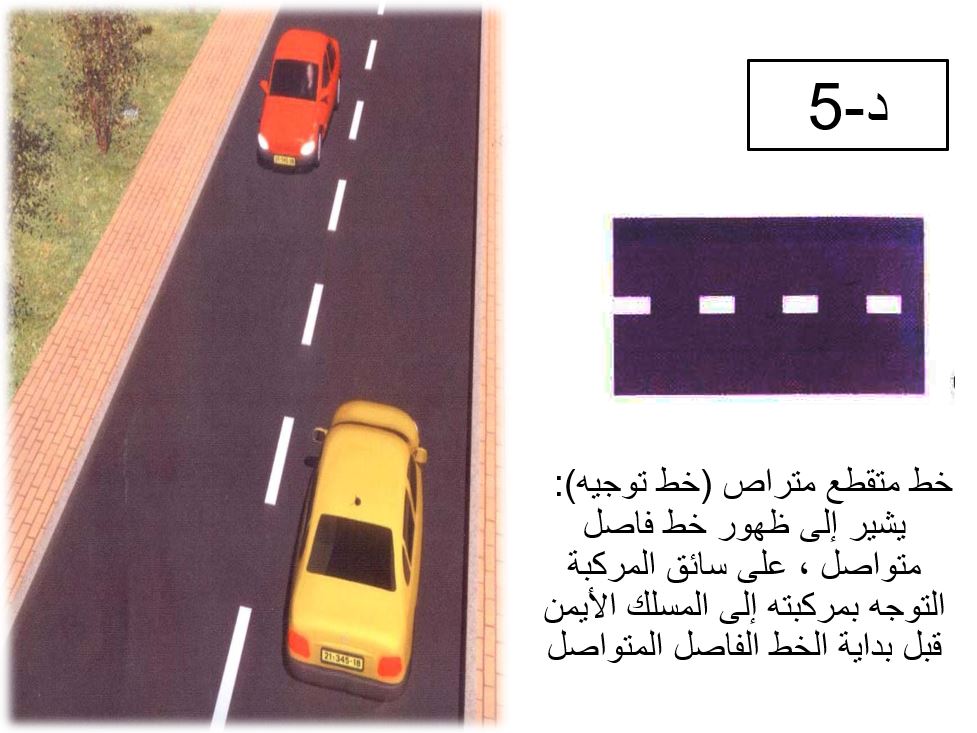 د-5
خط متقطع متراص (خط توجيه):
يشير إلى ظهور خط فاصل
متواصل ، على سائق المركبة
التوجه بمركبته إلى المسلك الأيمن
قبل بداية الخط الفاصل المتواصل
21-345-18